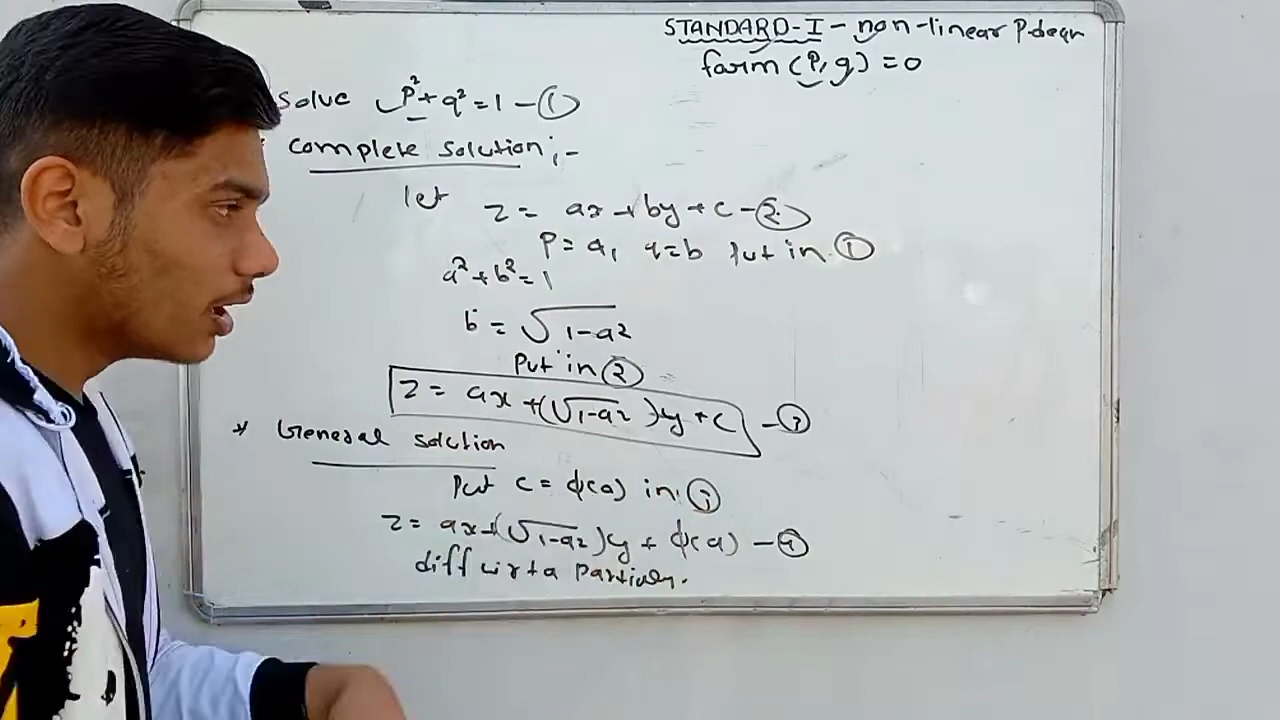 STANDARD-I - non-linear P.deqn
farm (P, q) = 0
Solve P² + q² = 1 - ①
Complete solution ;-
let z = ax + by + c - ②
P = a, q = b Put in ①
a² + b² = 1
b = √1-a²
Put in ②
z = ax + (√1-a²)y + c - ③
* General solution
Put c = ϕ(a) in ③
z = ax + (√1-a²)y + ϕ(a) - ④
diff w.r.t a Partially.